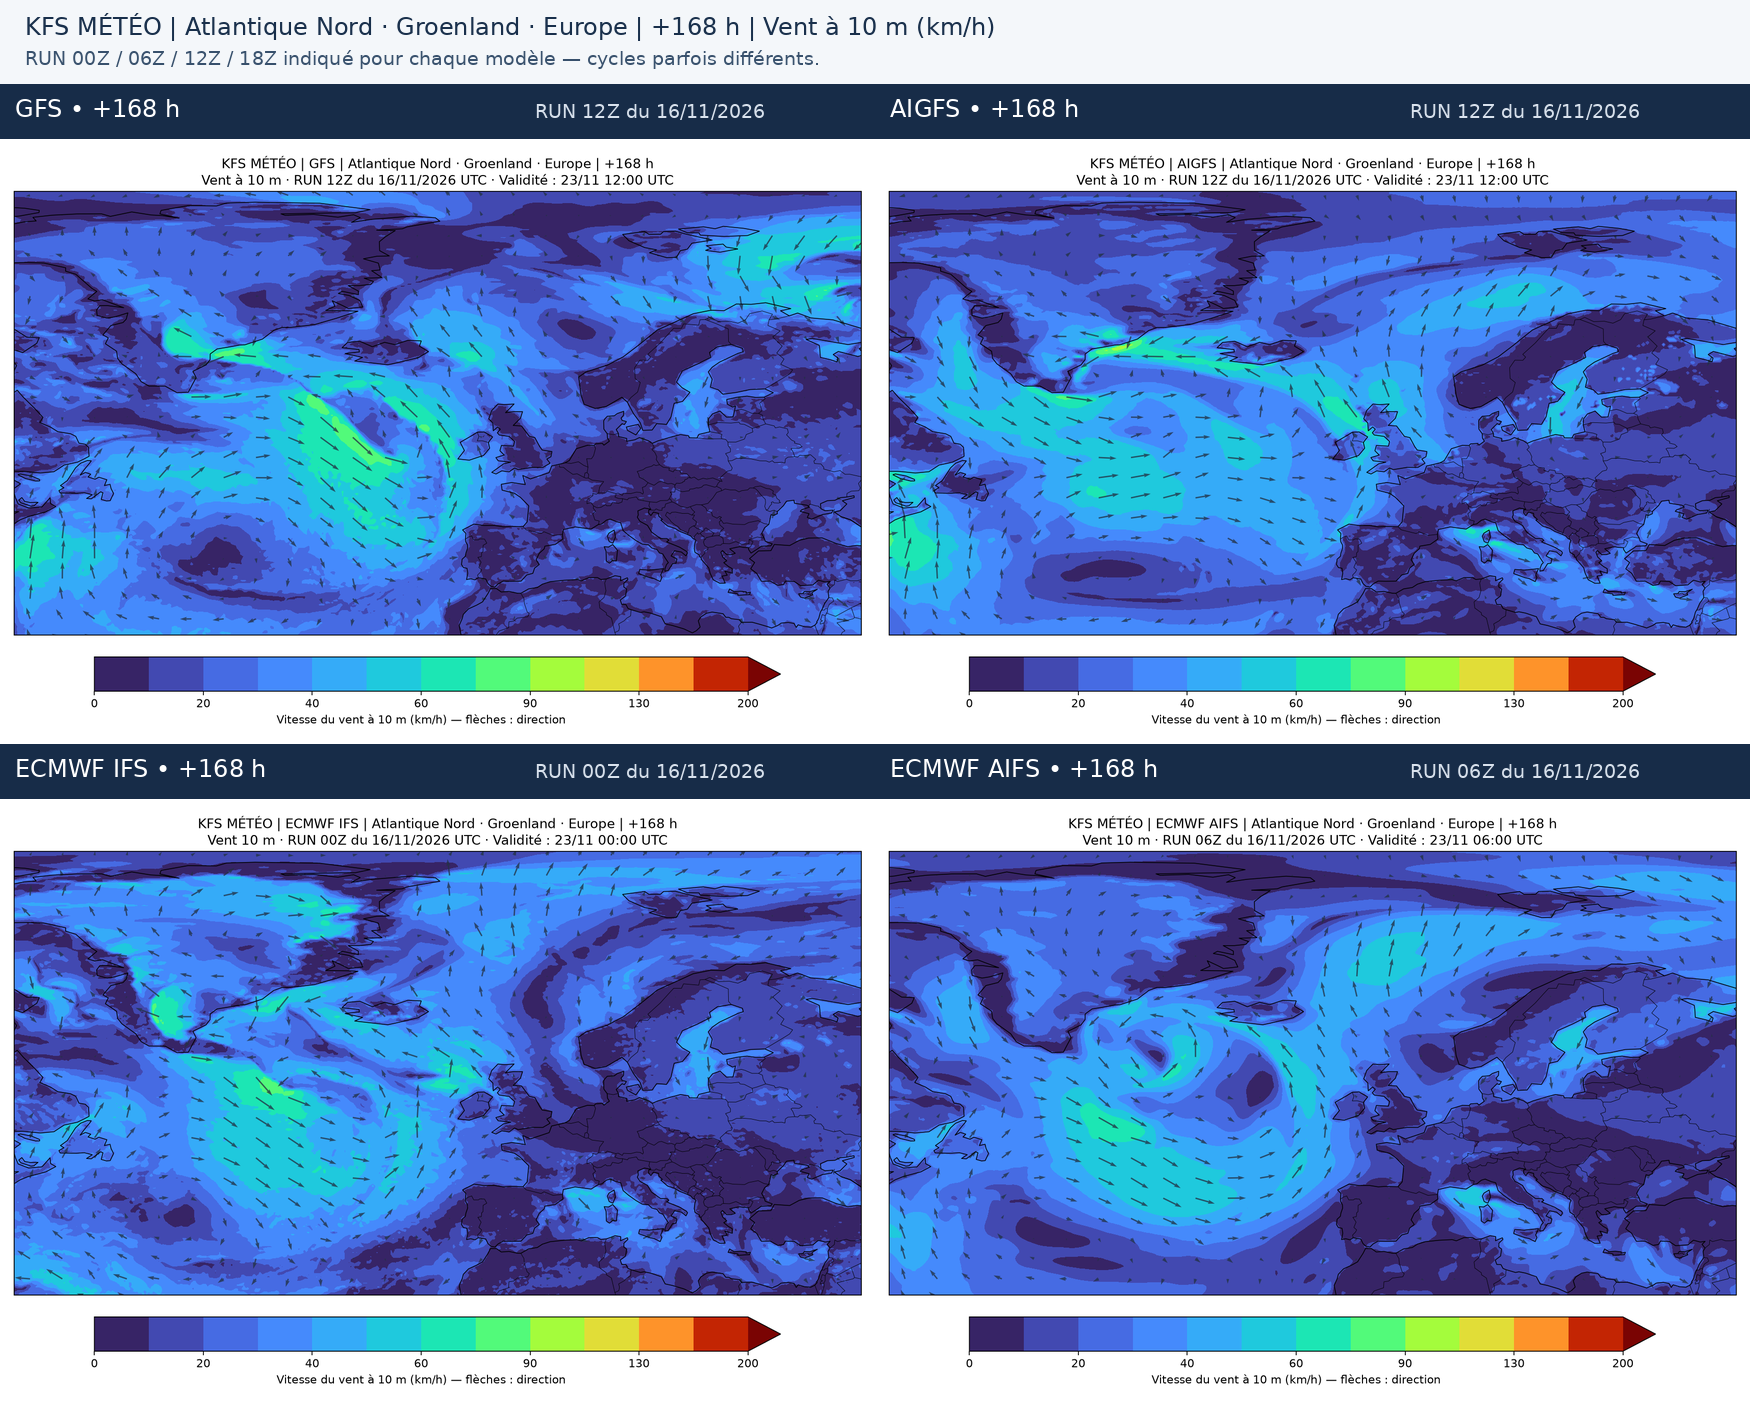 KFS MÉTÉO | Atlantique Nord · Groenland · Europe | +168 h | Vent à 10 m (km/h)
RUN 00Z / 06Z / 12Z / 18Z indiqué pour chaque modèle — cycles parfois différents.
GFS • +168 h RUN 12Z du 16/11/2026
KFS MÉTÉO | GFS | Atlantique Nord · Groenland · Europe | +168 h
Vent à 10 m · RUN 12Z du 16/11/2026 UTC · Validité : 23/11 12:00 UTC
0 20 40 60 90 130 200
Vitesse du vent à 10 m (km/h) — flèches : direction
AIGFS • +168 h RUN 12Z du 16/11/2026
KFS MÉTÉO | AIGFS | Atlantique Nord · Groenland · Europe | +168 h
Vent à 10 m · RUN 12Z du 16/11/2026 UTC · Validité : 23/11 12:00 UTC
0 20 40 60 90 130 200
Vitesse du vent à 10 m (km/h) — flèches : direction
ECMWF IFS • +168 h RUN 00Z du 16/11/2026
KFS MÉTÉO | ECMWF IFS | Atlantique Nord · Groenland · Europe | +168 h
Vent 10 m · RUN 00Z du 16/11/2026 UTC · Validité : 23/11 00:00 UTC
0 20 40 60 90 130 200
Vitesse du vent à 10 m (km/h) — flèches : direction
ECMWF AIFS • +168 h RUN 06Z du 16/11/2026
KFS MÉTÉO | ECMWF AIFS | Atlantique Nord · Groenland · Europe | +168 h
Vent 10 m · RUN 06Z du 16/11/2026 UTC · Validité : 23/11 06:00 UTC
0 20 40 60 90 130 200
Vitesse du vent à 10 m (km/h) — flèches : direction